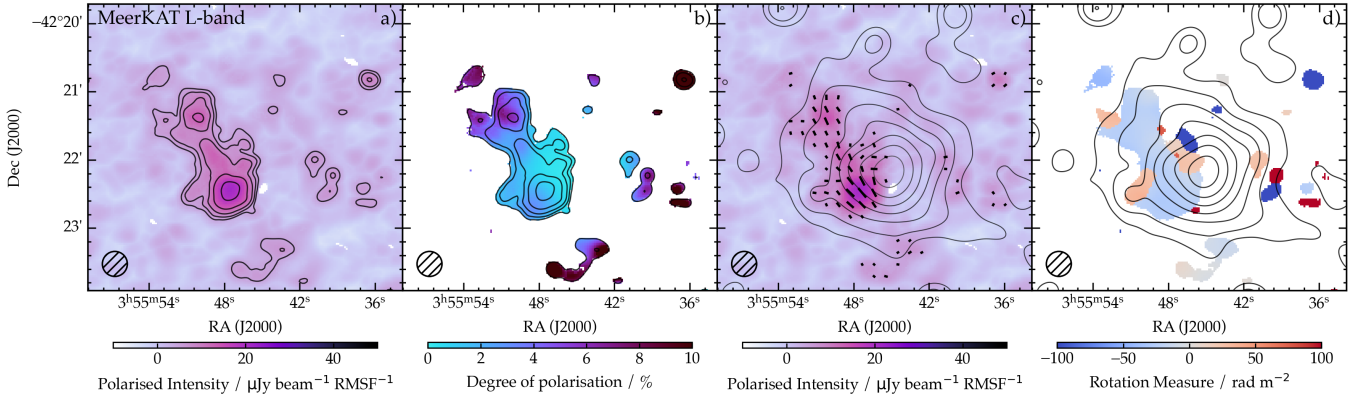 MeerKAT L-band
a)
b)
c)
d)
−42°20'
21'
22'
23'
Dec (J2000)
3ʰ55ᵐ54ˢ
48ˢ
42ˢ
36ˢ
3ʰ55ᵐ54ˢ
48ˢ
42ˢ
36ˢ
3ʰ55ᵐ54ˢ
48ˢ
42ˢ
36ˢ
3ʰ55ᵐ54ˢ
48ˢ
42ˢ
36ˢ
RA (J2000)
RA (J2000)
RA (J2000)
RA (J2000)
0 20 40
0 2 4 6 8 10
0 20 40
−100 −50 0 50 100
Polarised Intensity / μJy beam⁻¹ RMSF⁻¹
Degree of polarisation / %
Polarised Intensity / μJy beam⁻¹ RMSF⁻¹
Rotation Measure / rad m⁻²